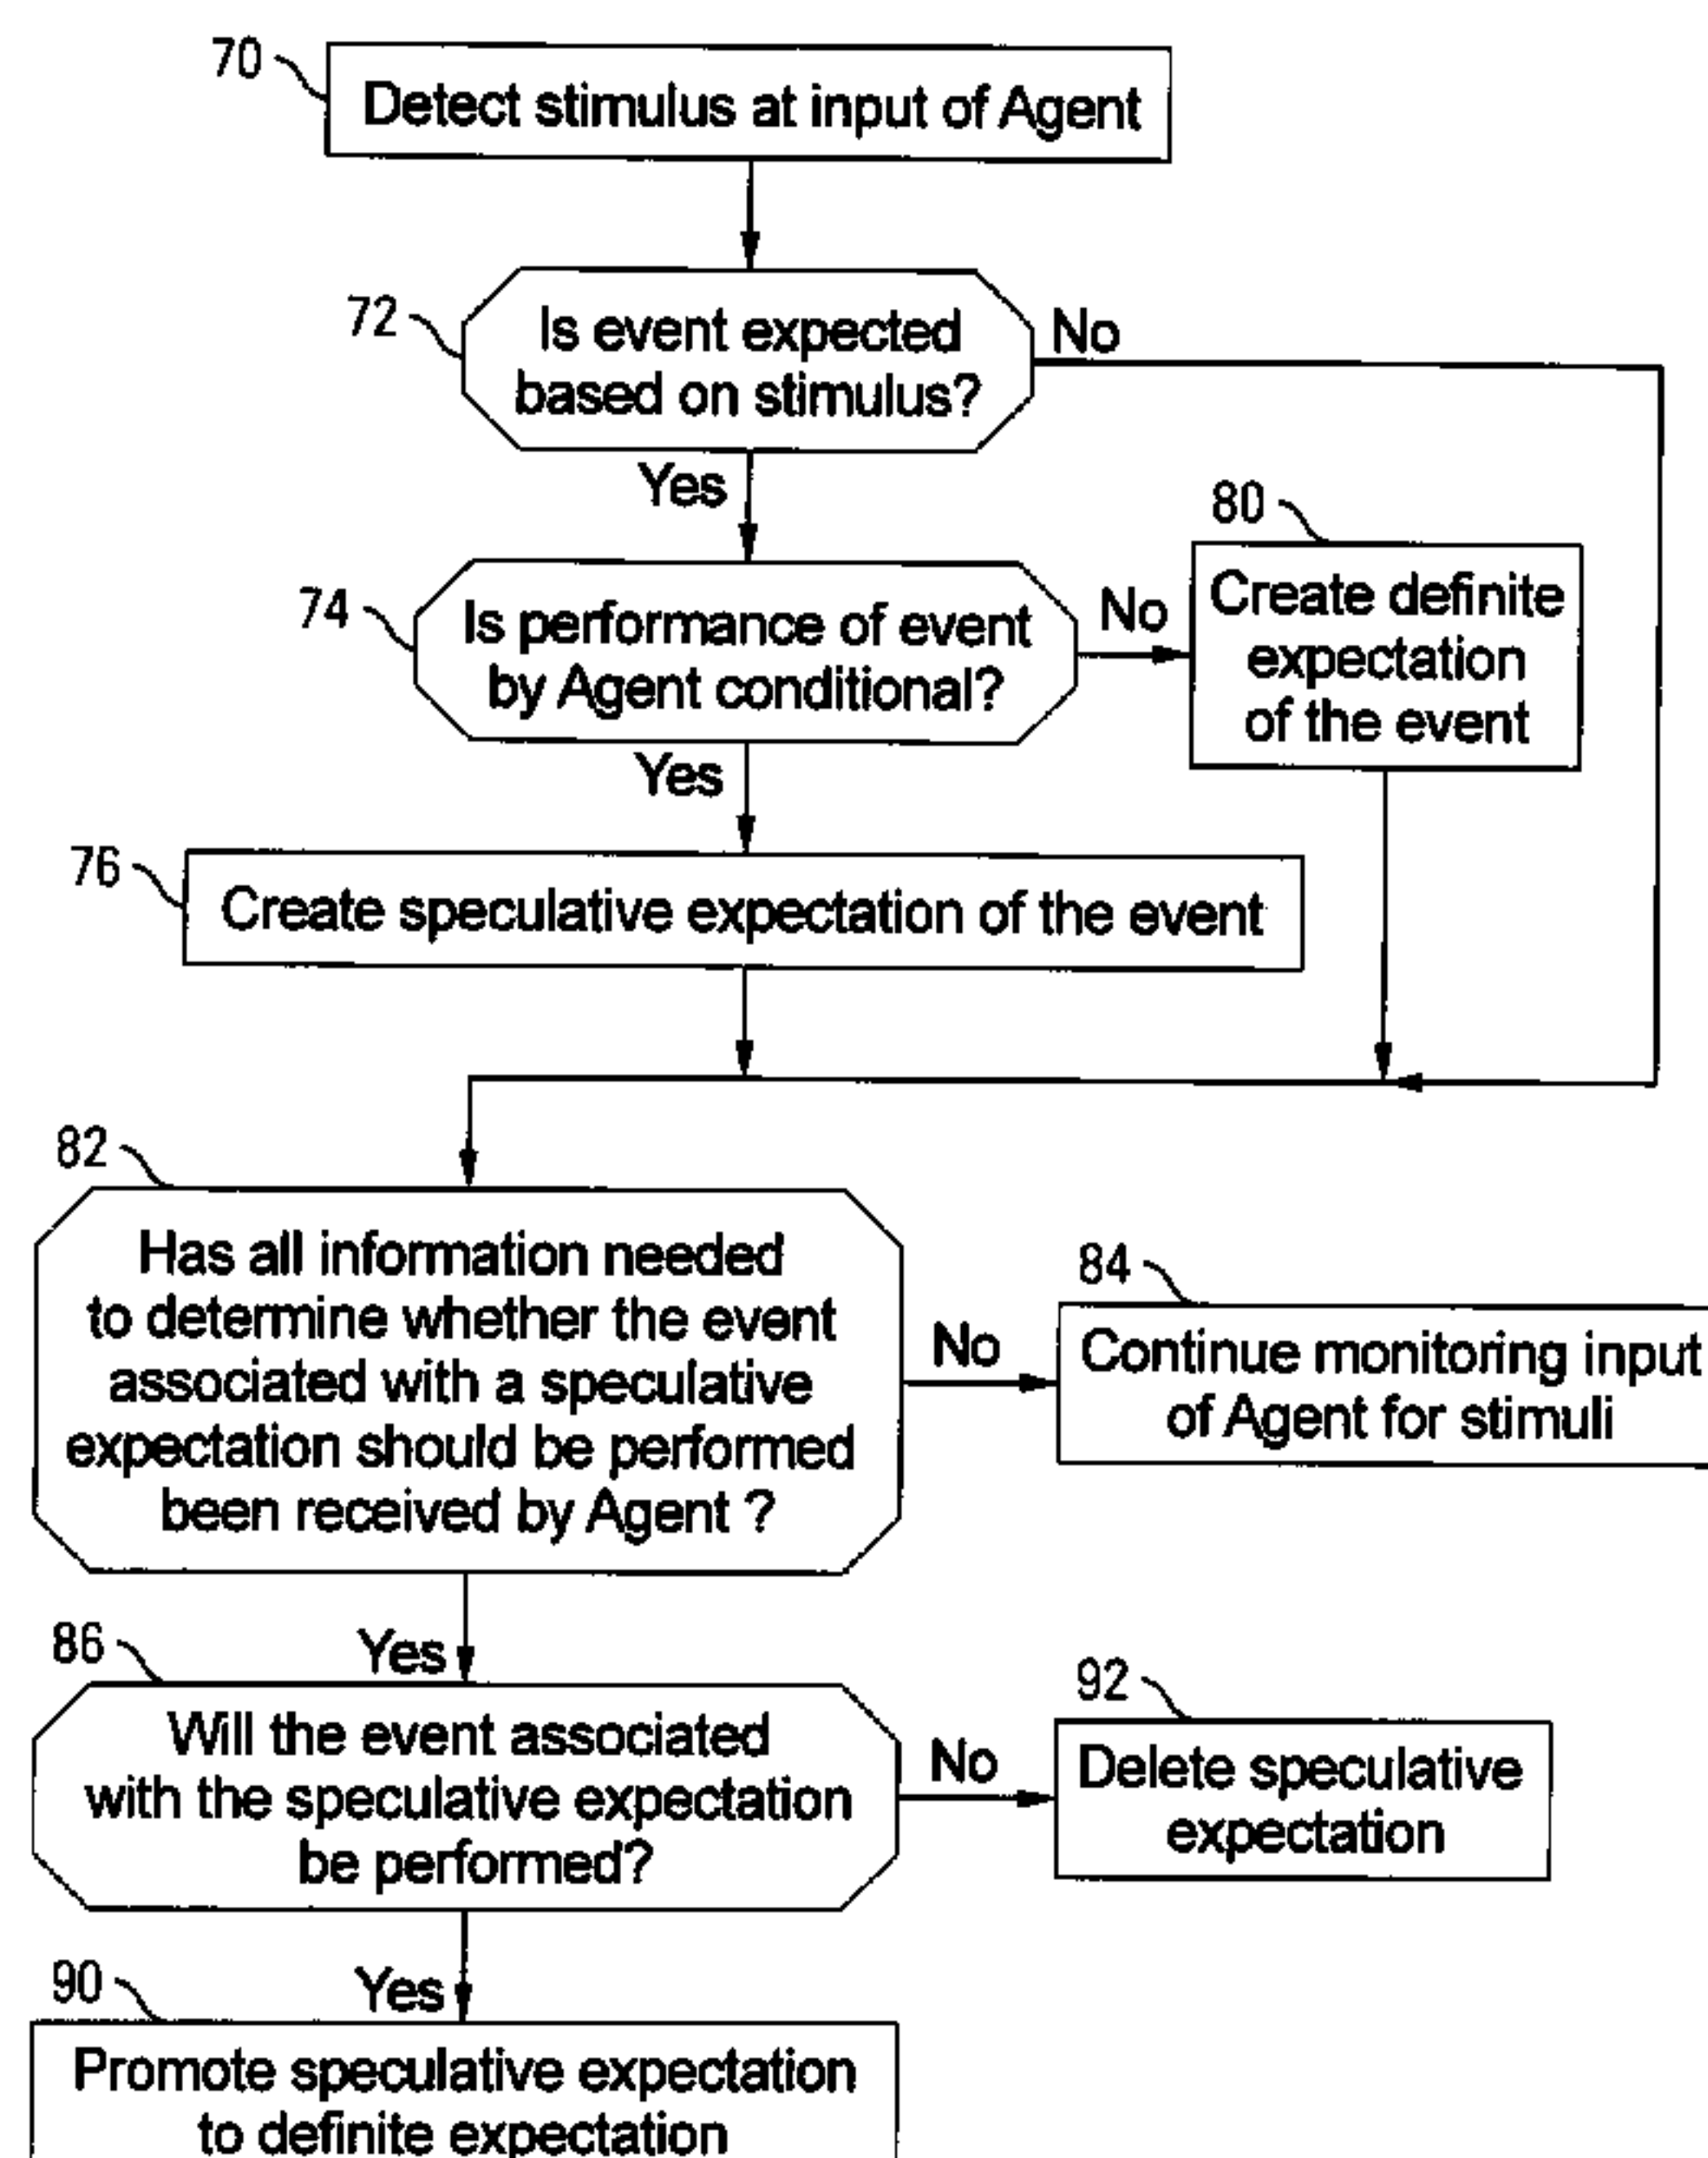 70
Detect stimulus at input of Agent
72
Is event expected
based on stimulus?
No
Yes
80
Create definite
expectation
of the event
74
Is performance of event
by Agent conditional?
No
Yes
76
Create speculative expectation of the event
82
Has all information needed
to determine whether the event
associated with a speculative
expectation should be performed
been received by Agent ?
No
84
Continue monitoring input
of Agent for stimuli
Yes
86
Will the event associated
with the speculative expectation
be performed?
No
92
Delete speculative
expectation
Yes
90
Promote speculative expectation
to definite expectation